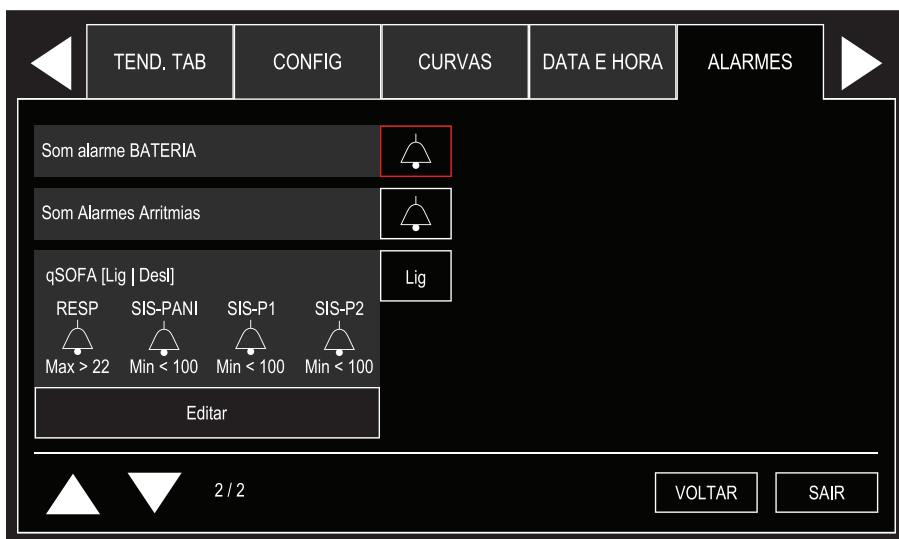 TEND. TAB CONFIG CURVAS DATA E HORA ALARMES
Som alarme BATERIA
Som Alarmes Arritmias
qSOFA [Lig | Desl] Lig
RESP SIS-PANI SIS-P1 SIS-P2
Max > 22 Min < 100 Min < 100 Min < 100
Editar
2 / 2 VOLTAR SAIR